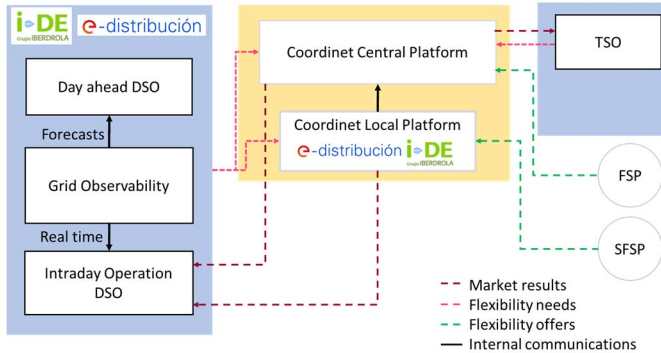 i-DE
Grupo IBERDROLA
e-distribución
Day ahead DSO
Forecasts
Grid Observability
Real time
Intraday Operation
DSO
Coordinet Central Platform
Coordinet Local Platform
e-distribución
i-DE
Grupo IBERDROLA
TSO
FSP
SFSP
Market results
Flexibility needs
Flexibility offers
Internal communications